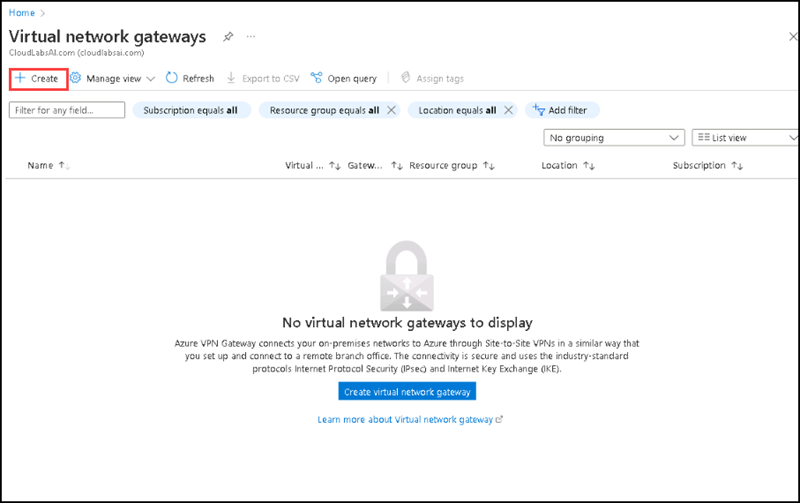 Home >
Virtual network gateways
CloudLabsAI.com (cloudlabsai.com)
+ Create Manage view Refresh Export to CSV Open query Assign tags
Filter for any field... Subscription equals all Resource group equals all Location equals all Add filter
No grouping List view
Name Virtual ... Gatew... Resource group Location Subscription
No virtual network gateways to display
Azure VPN Gateway connects your on-premises networks to Azure through Site-to-Site VPNs in a similar way that
you set up and connect to a remote branch office. The connectivity is secure and uses the industry-standard
protocols Internet Protocol Security (IPsec) and Internet Key Exchange (IKE).
Create virtual network gateway
Learn more about Virtual network gateway